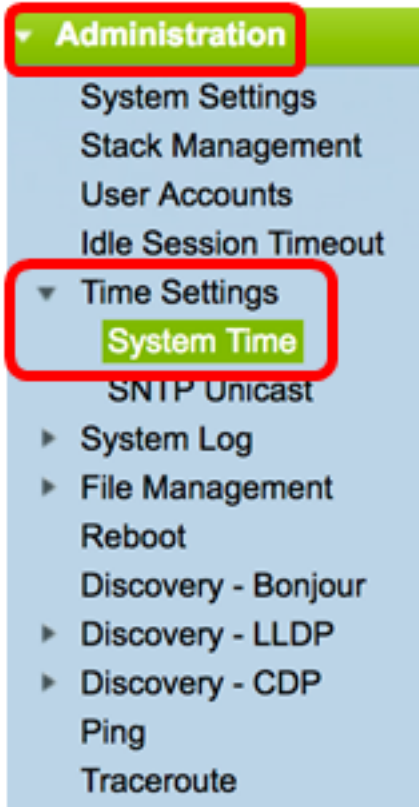 Administration
System Settings
Stack Management
User Accounts
Idle Session Timeout
Time Settings
System Time
SNTP Unicast
System Log
File Management
Reboot
Discovery - Bonjour
Discovery - LLDP
Discovery - CDP
Ping
Traceroute